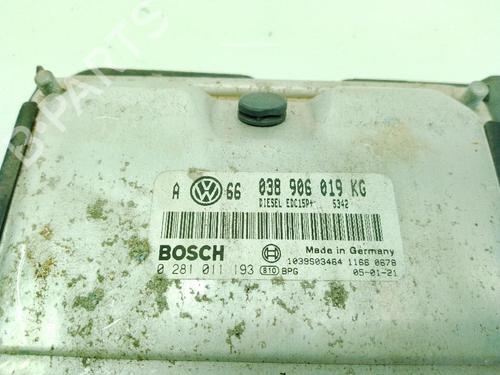 B-PARTS
A 66 038 906 019 KG
DIESEL EDC15P+ 5342
BOSCH
Made in Germany
1039S03464 1166 0678
0 281 011 193 810 BPG 05-01-21